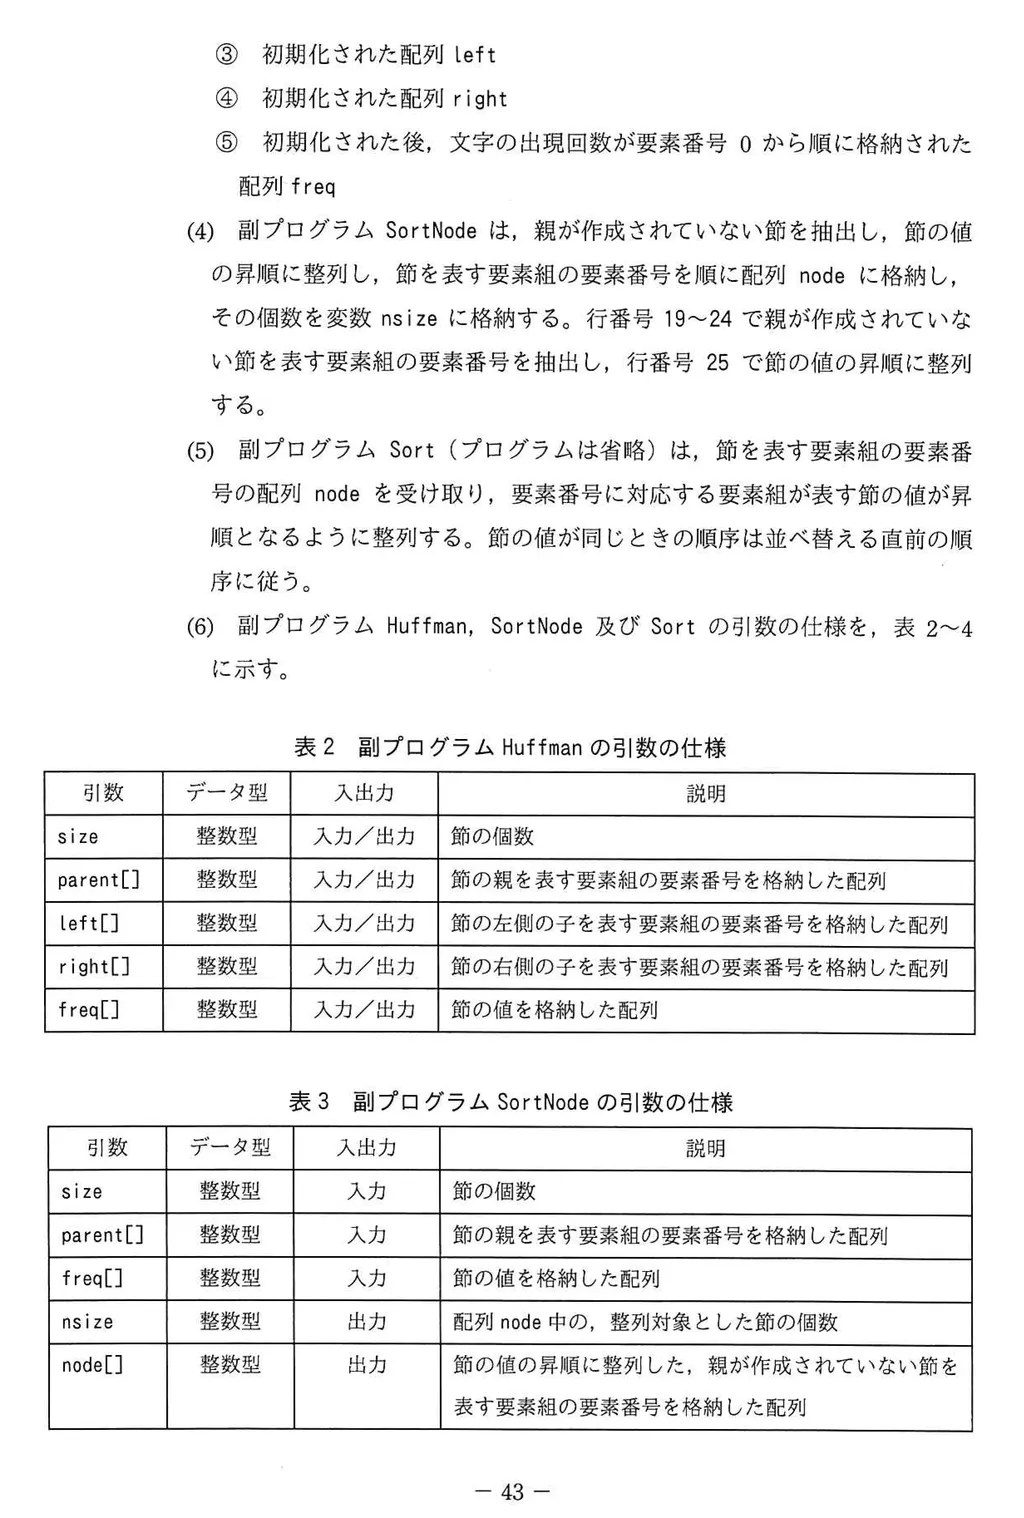 ③ 初期化された配列 left
④ 初期化された配列 right
⑤ 初期化された後，文字の出現回数が要素番号 0 から順に格納された
配列 freq
(4) 副プログラム SortNode は，親が作成されていない節を抽出し，節の値
の昇順に整列し，節を表す要素組の要素番号を順に配列 node に格納し，
その個数を変数 nsize に格納する。行番号 19～24 で親が作成されていな
い節を表す要素組の要素番号を抽出し，行番号 25 で節の値の昇順に整列
する。
(5) 副プログラム Sort（プログラムは省略）は，節を表す要素組の要素番
号の配列 node を受け取り，要素番号に対応する要素組が表す節の値が昇
順となるように整列する。節の値が同じときの順序は並べ替える直前の順
序に従う。
(6) 副プログラム Huffman，SortNode 及び Sort の引数の仕様を，表 2～4
に示す。
表2 副プログラム Huffman の引数の仕様
引数 データ型 入出力 説明
size 整数型 入力／出力 節の個数
parent[] 整数型 入力／出力 節の親を表す要素組の要素番号を格納した配列
left[] 整数型 入力／出力 節の左側の子を表す要素組の要素番号を格納した配列
right[] 整数型 入力／出力 節の右側の子を表す要素組の要素番号を格納した配列
freq[] 整数型 入力／出力 節の値を格納した配列
表3 副プログラム SortNode の引数の仕様
引数 データ型 入出力 説明
size 整数型 入力 節の個数
parent[] 整数型 入力 節の親を表す要素組の要素番号を格納した配列
freq[] 整数型 入力 節の値を格納した配列
nsize 整数型 出力 配列 node 中の，整列対象とした節の個数
node[] 整数型 出力 節の値の昇順に整列した，親が作成されていない節を
表す要素組の要素番号を格納した配列
－ 43 －